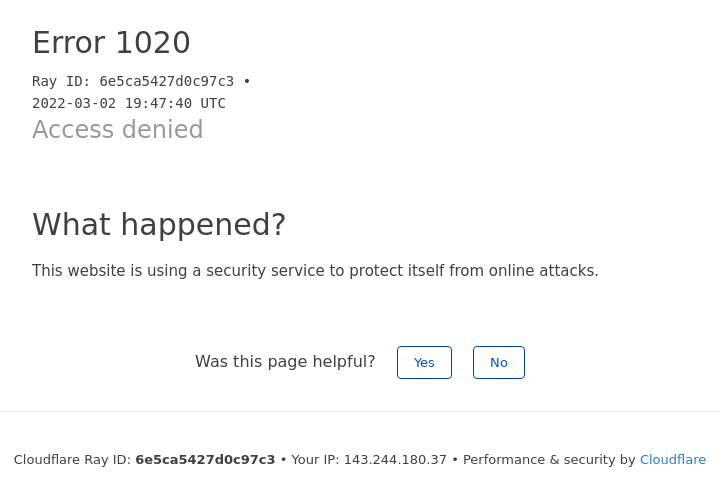 Error 1020
Ray ID: 6e5ca5427d0c97c3 •
2022-03-02 19:47:40 UTC
Access denied
What happened?
This website is using a security service to protect itself from online attacks.
Was this page helpful? Yes No
Cloudflare Ray ID: 6e5ca5427d0c97c3 • Your IP: 143.244.180.37 • Performance & security by Cloudflare